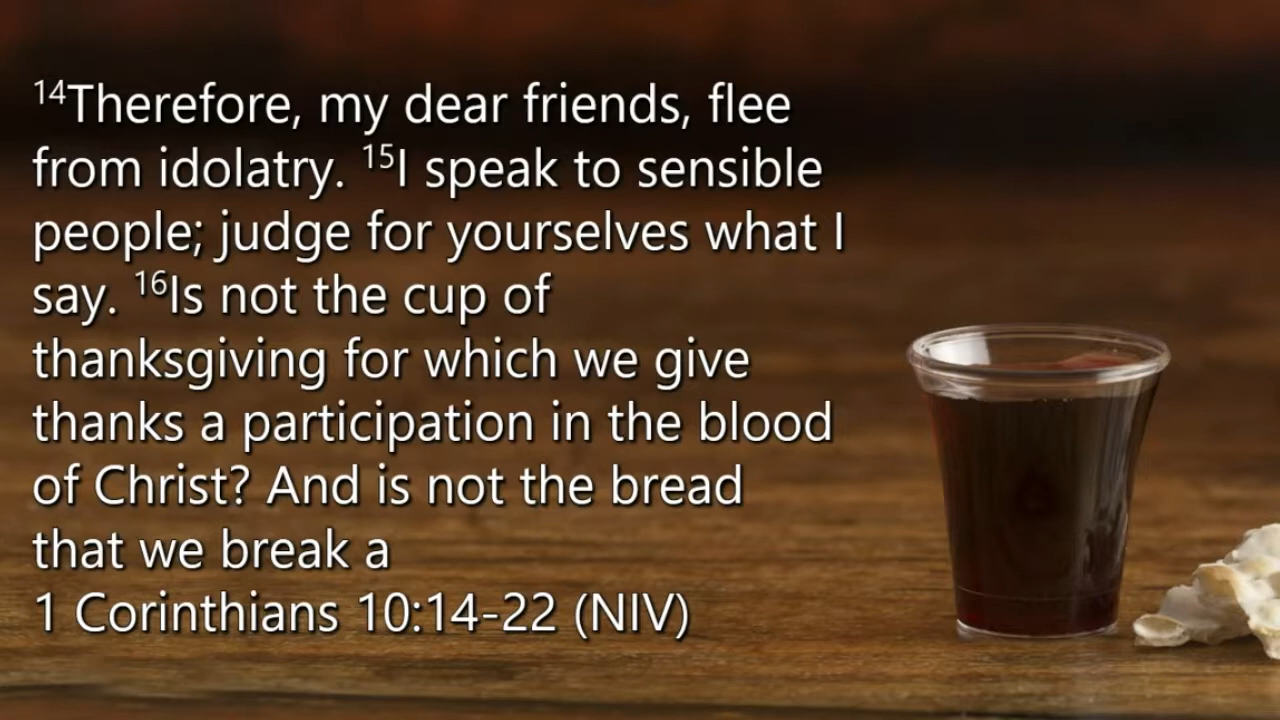 14Therefore, my dear friends, flee
from idolatry. 15I speak to sensible
people; judge for yourselves what I
say. 16Is not the cup of
thanksgiving for which we give
thanks a participation in the blood
of Christ? And is not the bread
that we break a
1 Corinthians 10:14-22 (NIV)